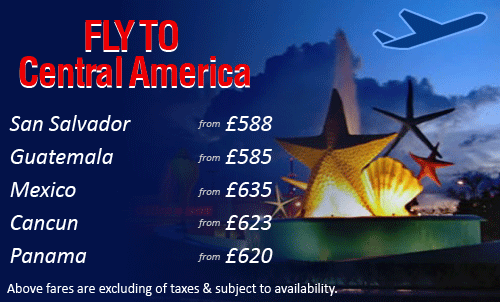 FLY TO
Central America
San Salvador from £588
Guatemala from £585
Mexico from £635
Cancun from £623
Panama from £620
Above fares are excluding of taxes & subject to availability.